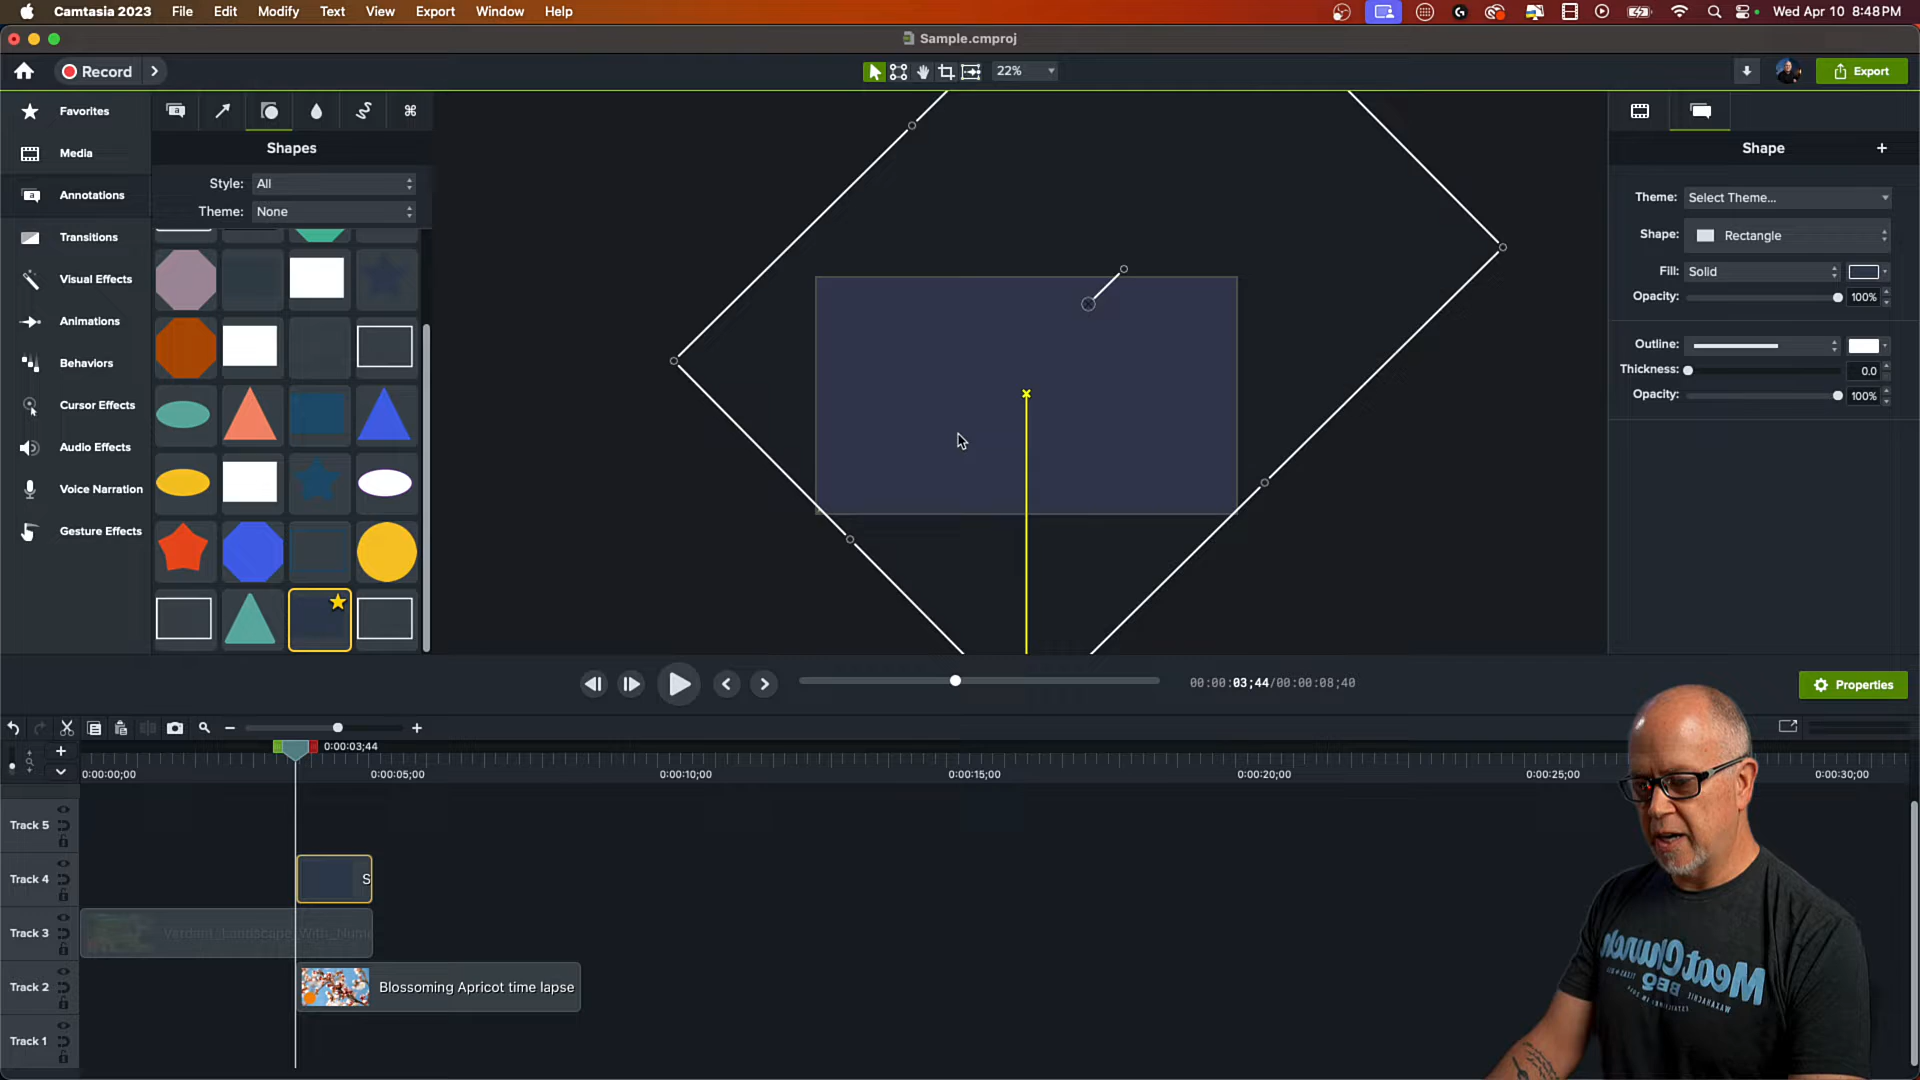 Camtasia 2023 File Edit Modify Text View Export Window Help Wed Apr 10 8:48 PM
Sample.cmproj
Record 22% Export
Favorites
Media
Annotations
Transitions
Visual Effects
Animations
Behaviors
Cursor Effects
Audio Effects
Voice Narration
Gesture Effects
Shapes
Style: All
Theme: None
Shape
Theme: Select Theme...
Shape: Rectangle
Fill: Solid
Opacity: 100%
Outline:
Thickness: 0.0
Opacity: 100%
00:00:03;44/00:00:08;40
Properties
0:00:03;44
0:00:00;00 0:00:05;00 0:00:10;00 0:00:15;00 0:00:20;00 0:00:25;00 0:00:30;00
Track 5
Track 4 S
Track 3 Verdant_Landscape_With_Nume
Track 2 Blossoming Apricot time lapse
Track 1
MeatChurch
BBQ